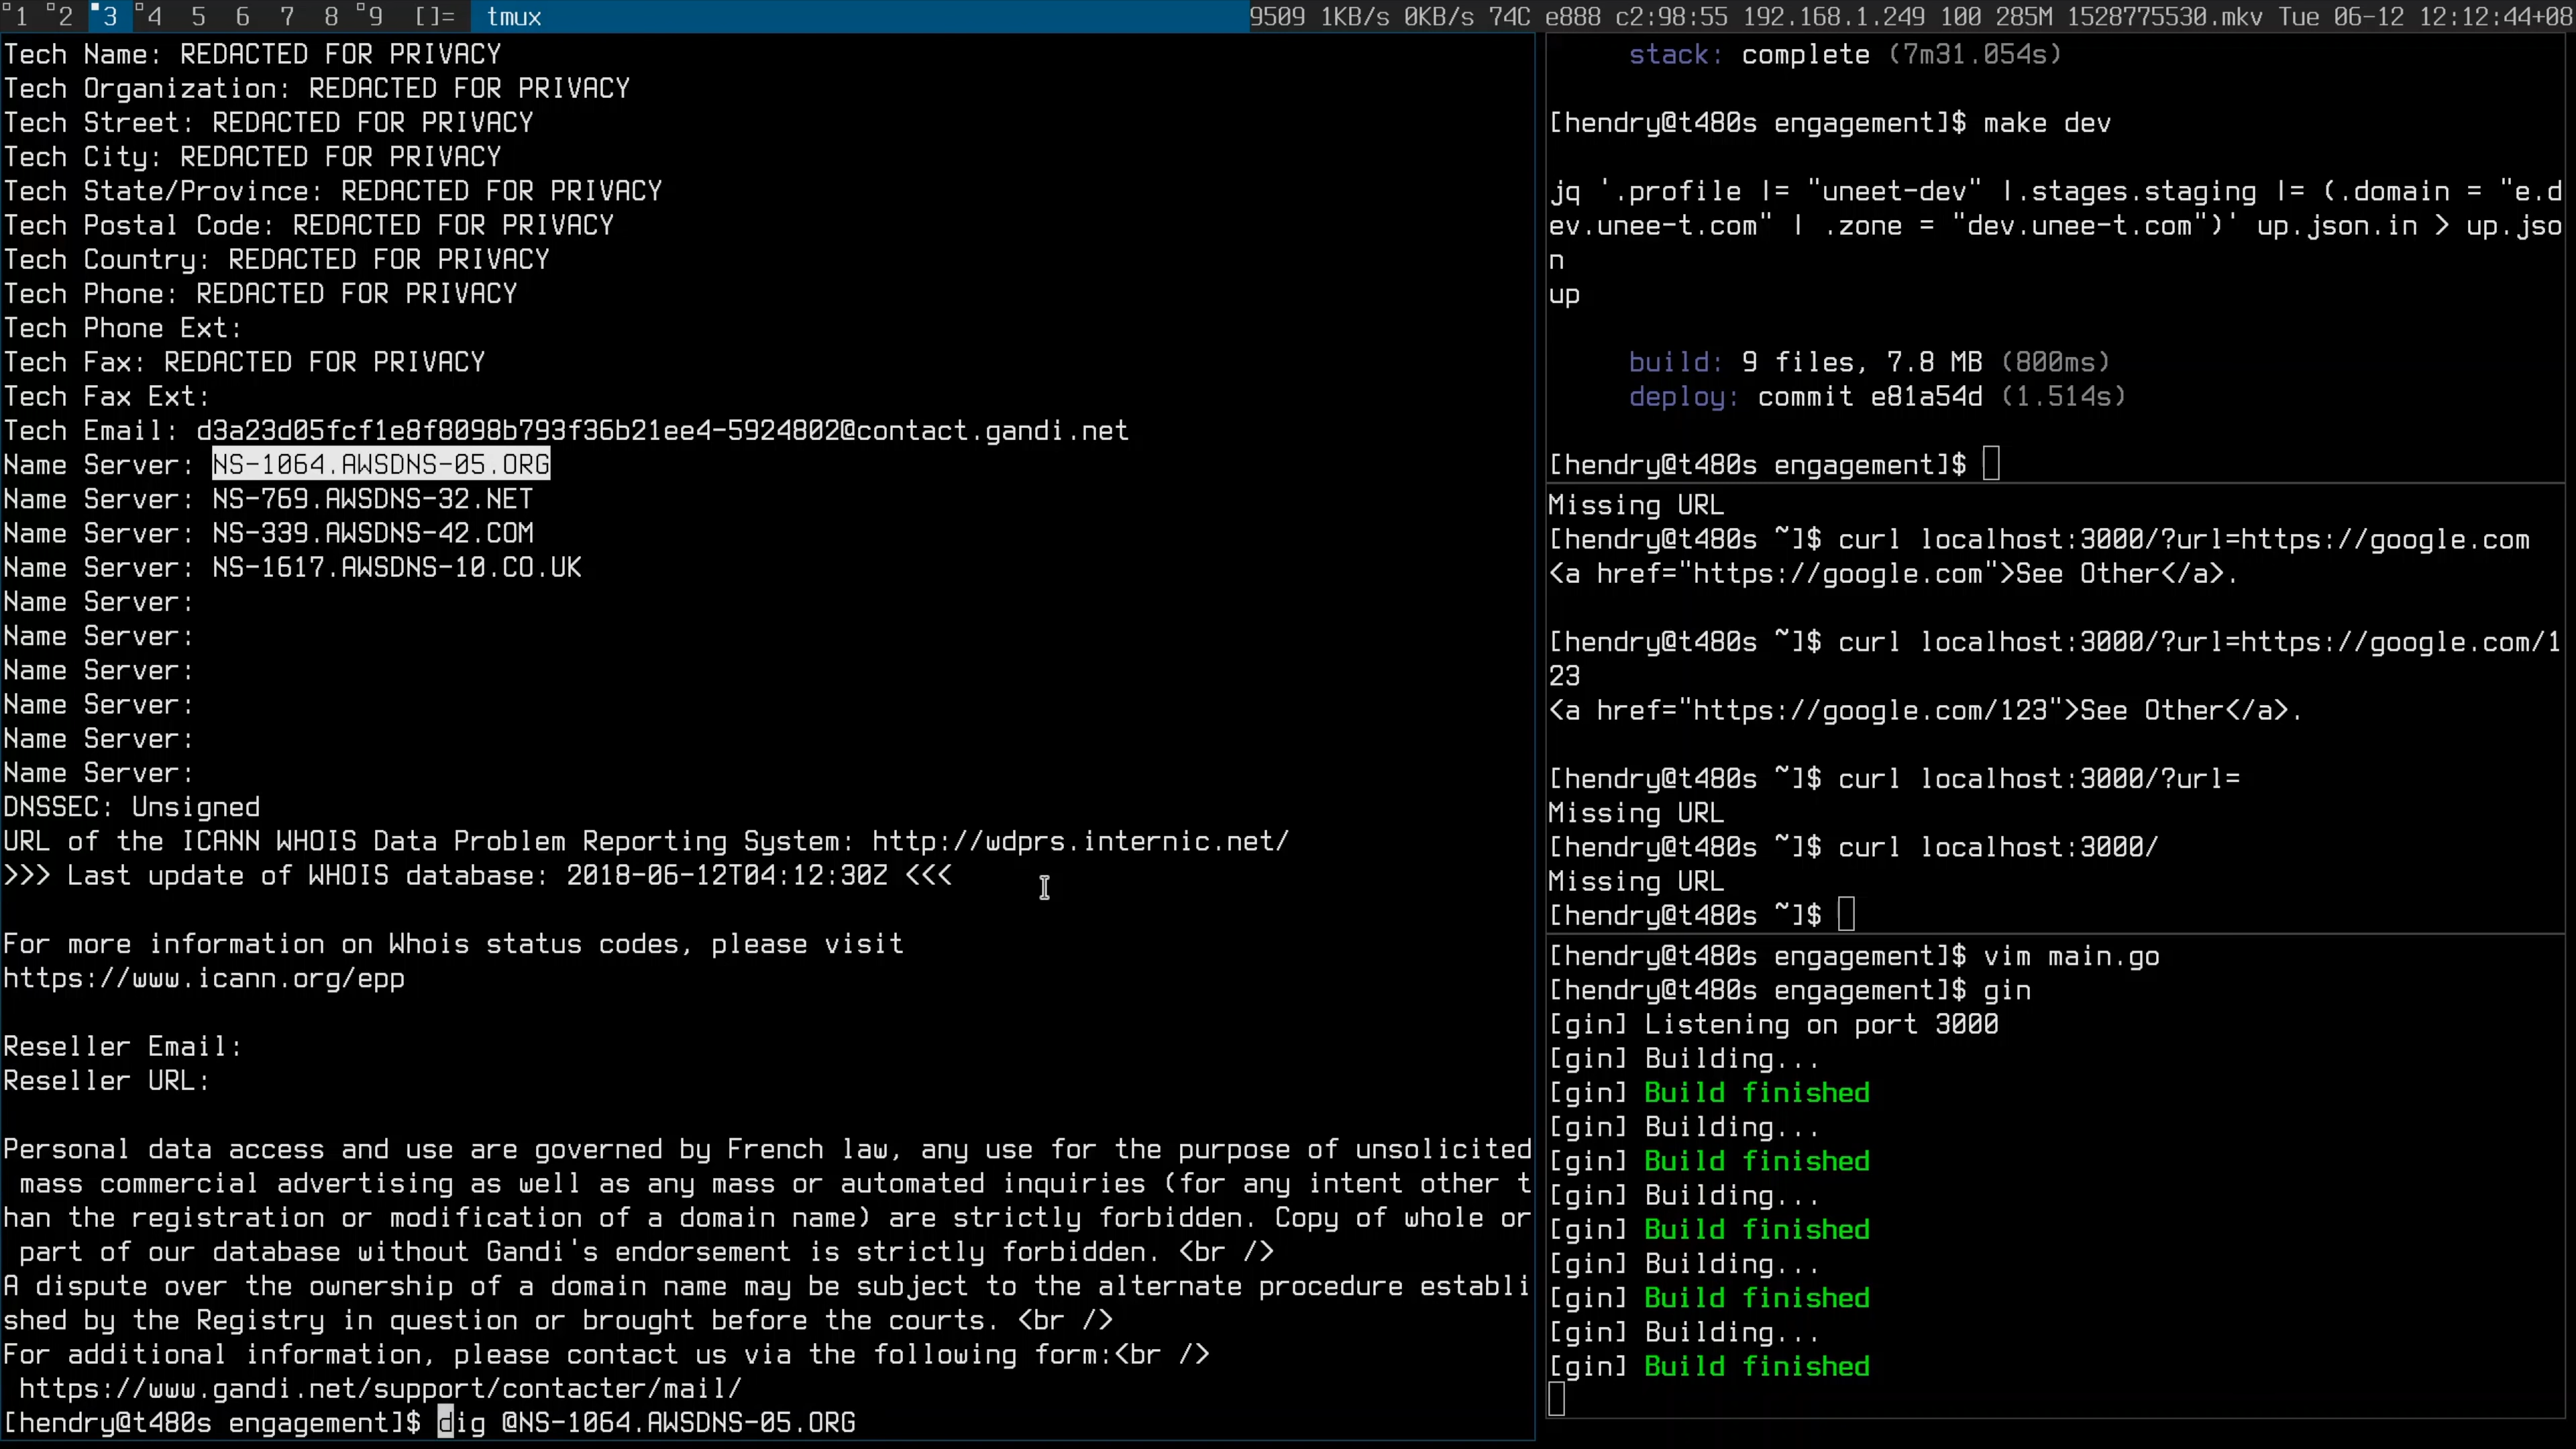 1 2 3 4 5 6 7 8 9 []= tmux 9509 1KB/s 0KB/s 74C e888 c2:98:55 192.168.1.249 100 285M 1528775530.mkv Tue 06-12 12:12:44+08
Tech Name: REDACTED FOR PRIVACY
Tech Organization: REDACTED FOR PRIVACY
Tech Street: REDACTED FOR PRIVACY
Tech City: REDACTED FOR PRIVACY
Tech State/Province: REDACTED FOR PRIVACY
Tech Postal Code: REDACTED FOR PRIVACY
Tech Country: REDACTED FOR PRIVACY
Tech Phone: REDACTED FOR PRIVACY
Tech Phone Ext:
Tech Fax: REDACTED FOR PRIVACY
Tech Fax Ext:
Tech Email: d3a23d05fcf1e8f8098b793f36b21ee4-5924802@contact.gandi.net
Name Server: NS-1064.AWSDNS-05.ORG
Name Server: NS-769.AWSDNS-32.NET
Name Server: NS-339.AWSDNS-42.COM
Name Server: NS-1617.AWSDNS-10.CO.UK
Name Server:
Name Server:
Name Server:
Name Server:
Name Server:
Name Server:
DNSSEC: Unsigned
URL of the ICANN WHOIS Data Problem Reporting System: http://wdprs.internic.net/
>>> Last update of WHOIS database: 2018-06-12T04:12:30Z <<<
For more information on Whois status codes, please visit
https://www.icann.org/epp
Reseller Email:
Reseller URL:
Personal data access and use are governed by French law, any use for the purpose of unsolicited
 mass commercial advertising as well as any mass or automated inquiries (for any intent other t
han the registration or modification of a domain name) are strictly forbidden. Copy of whole or
 part of our database without Gandi's endorsement is strictly forbidden. <br />
A dispute over the ownership of a domain name may be subject to the alternate procedure establi
shed by the Registry in question or brought before the courts. <br />
For additional information, please contact us via the following form:<br />
 https://www.gandi.net/support/contacter/mail/
[hendry@t480s engagement]$ dig @NS-1064.AWSDNS-05.ORG
stack: complete (7m31.054s)
[hendry@t480s engagement]$ make dev
jq '.profile |= "uneet-dev" |.stages.staging |= (.domain = "e.d
ev.unee-t.com" | .zone = "dev.unee-t.com")' up.json.in > up.jso
n
up
build: 9 files, 7.8 MB (800ms)
deploy: commit e81a54d (1.514s)
[hendry@t480s engagement]$
Missing URL
[hendry@t480s ~]$ curl localhost:3000/?url=https://google.com
<a href="https://google.com">See Other</a>.
[hendry@t480s ~]$ curl localhost:3000/?url=https://google.com/1
23
<a href="https://google.com/123">See Other</a>.
[hendry@t480s ~]$ curl localhost:3000/?url=
Missing URL
[hendry@t480s ~]$ curl localhost:3000/
Missing URL
[hendry@t480s ~]$
[hendry@t480s engagement]$ vim main.go
[hendry@t480s engagement]$ gin
[gin] Listening on port 3000
[gin] Building...
[gin] Build finished
[gin] Building...
[gin] Build finished
[gin] Building...
[gin] Build finished
[gin] Building...
[gin] Build finished
[gin] Building...
[gin] Build finished